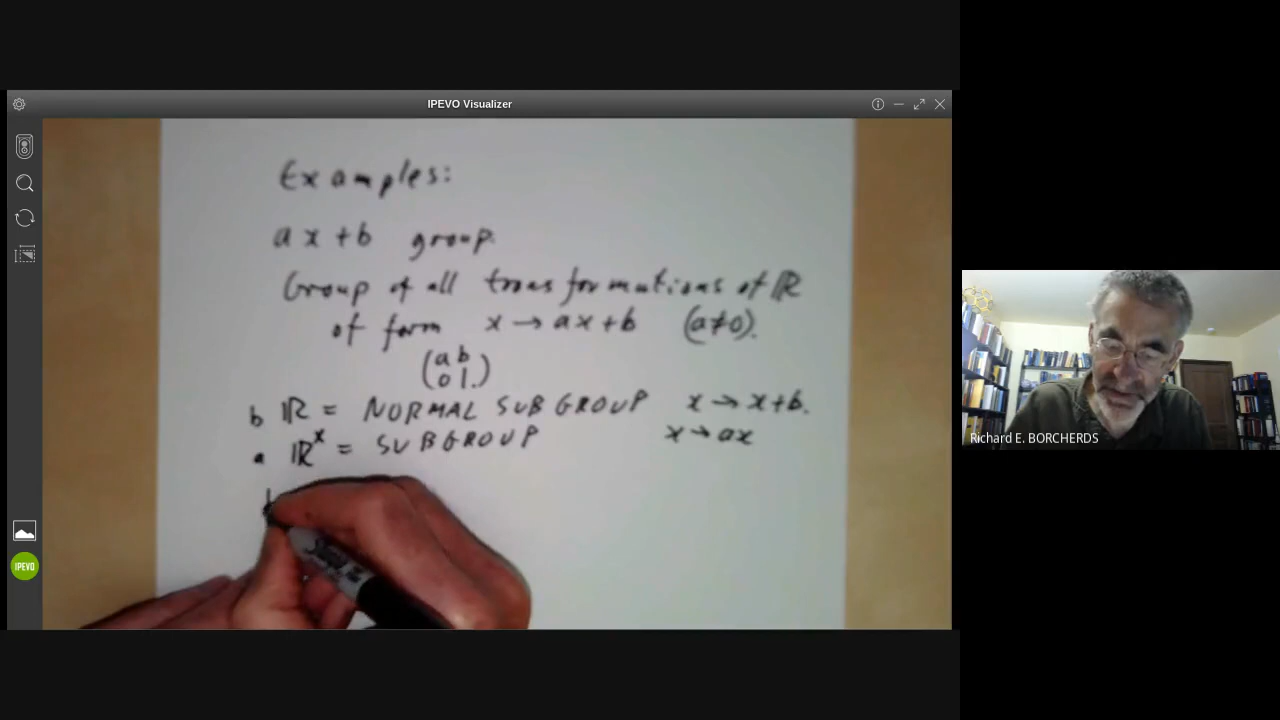 IPEVO Visualizer
Examples:
ax+b group.
Group of all transformations of ℝ
of form x → ax+b (a≠0).
(a b
0 1.)
b ℝ = NORMAL SUBGROUP x → x+b.
a ℝ^x = SUBGROUP x → ax
Richard E. BORCHERDS
IPEVO